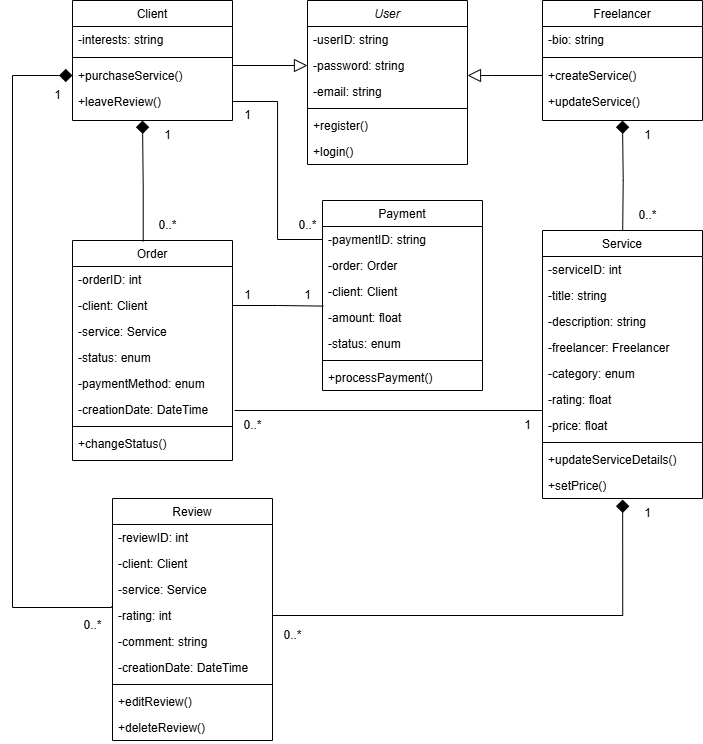 Client
-interests: string
+purchaseService()
+leaveReview()
User
-userID: string
-password: string
-email: string
+register()
+login()
Freelancer
-bio: string
+createService()
+updateService()
1
1
1
1
0..*
0..*
0..*
Payment
-paymentID: string
-order: Order
-client: Client
-amount: float
-status: enum
+processPayment()
Order
-orderID: int
-client: Client
-service: Service
-status: enum
-paymentMethod: enum
-creationDate: DateTime
+changeStatus()
1
1
0..*
1
Service
-serviceID: int
-title: string
-description: string
-freelancer: Freelancer
-category: enum
-rating: float
-price: float
+updateServiceDetails()
+setPrice()
1
Review
-reviewID: int
-client: Client
-service: Service
-rating: int
-comment: string
-creationDate: DateTime
+editReview()
+deleteReview()
0..*
0..*